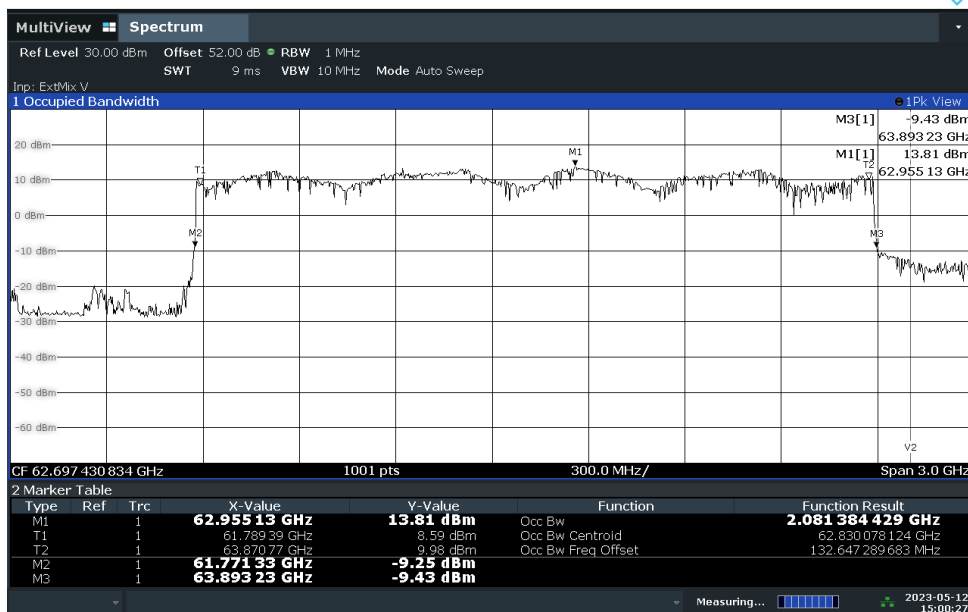 MultiView Spectrum
Ref Level 30.00 dBm Offset 52.00 dB RBW 1 MHz
SWT 9 ms VBW 10 MHz Mode Auto Sweep
Inp: ExtMix V
1 Occupied Bandwidth 1Pk View
M3[1] -9.43 dBm
63.893 23 GHz
20 dBm
M1 M1[1] 13.81 dBm
T1 T2 62.955 13 GHz
10 dBm
0 dBm
M2 M3
-10 dBm
-20 dBm
-30 dBm
-40 dBm
-50 dBm
-60 dBm
V2
CF 62.697 430 834 GHz 1001 pts 300.0 MHz/ Span 3.0 GHz
2 Marker Table
Type Ref Trc X-Value Y-Value Function Function Result
M1 1 62.955 13 GHz 13.81 dBm Occ Bw 2.081 384 429 GHz
T1 1 61.789 39 GHz 8.59 dBm Occ Bw Centroid 62.830 078 124 GHz
T2 1 63.870 77 GHz 9.98 dBm Occ Bw Freq Offset 132.647 289 683 MHz
M2 1 61.771 33 GHz -9.25 dBm
M3 1 63.893 23 GHz -9.43 dBm
Measuring... 2023-05-12
15:00:27